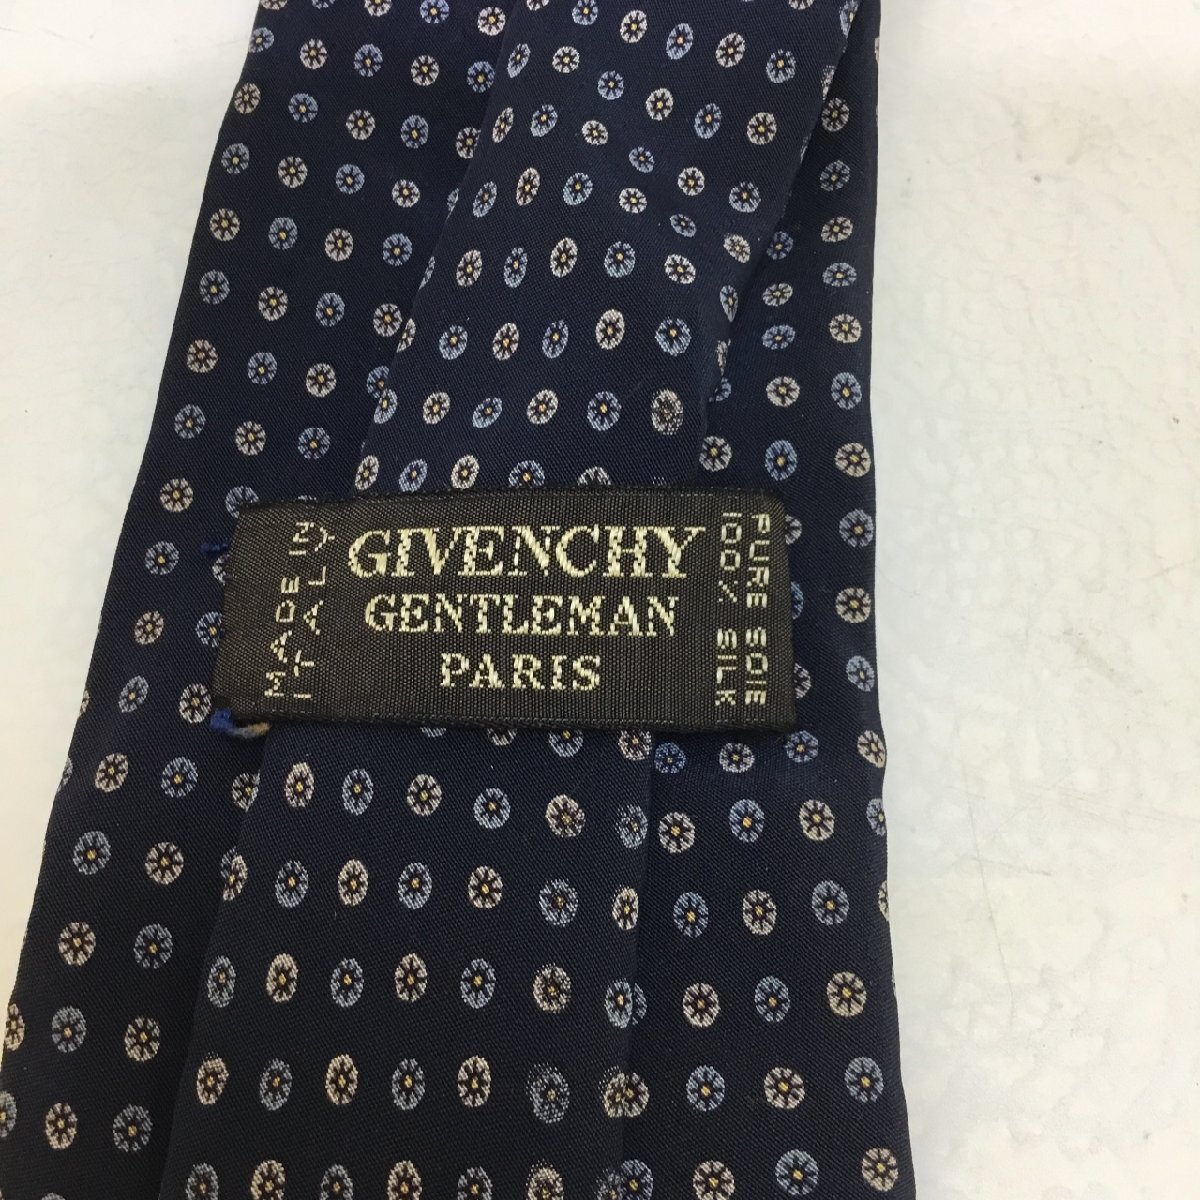 MADE IN
ITALY
GIVENCHY
GENTLEMAN
PARIS
PURE SOIE
100% SILK